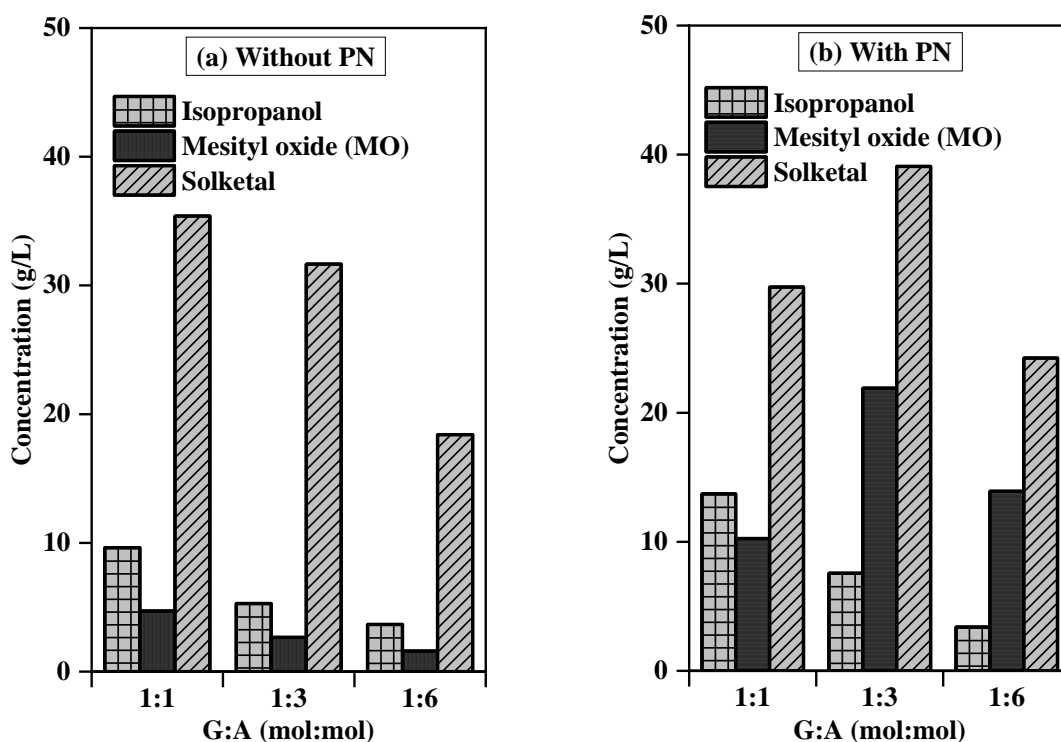 (a) Without PN
Isopropanol
Mesityl oxide (MO)
Solketal
50
40
30
20
10
0
Concentration (g/L)
1:1 1:3 1:6
G:A (mol:mol)
(b) With PN
Isopropanol
Mesityl oxide (MO)
Solketal
50
40
30
20
10
0
Concentration (g/L)
1:1 1:3 1:6
G:A (mol:mol)